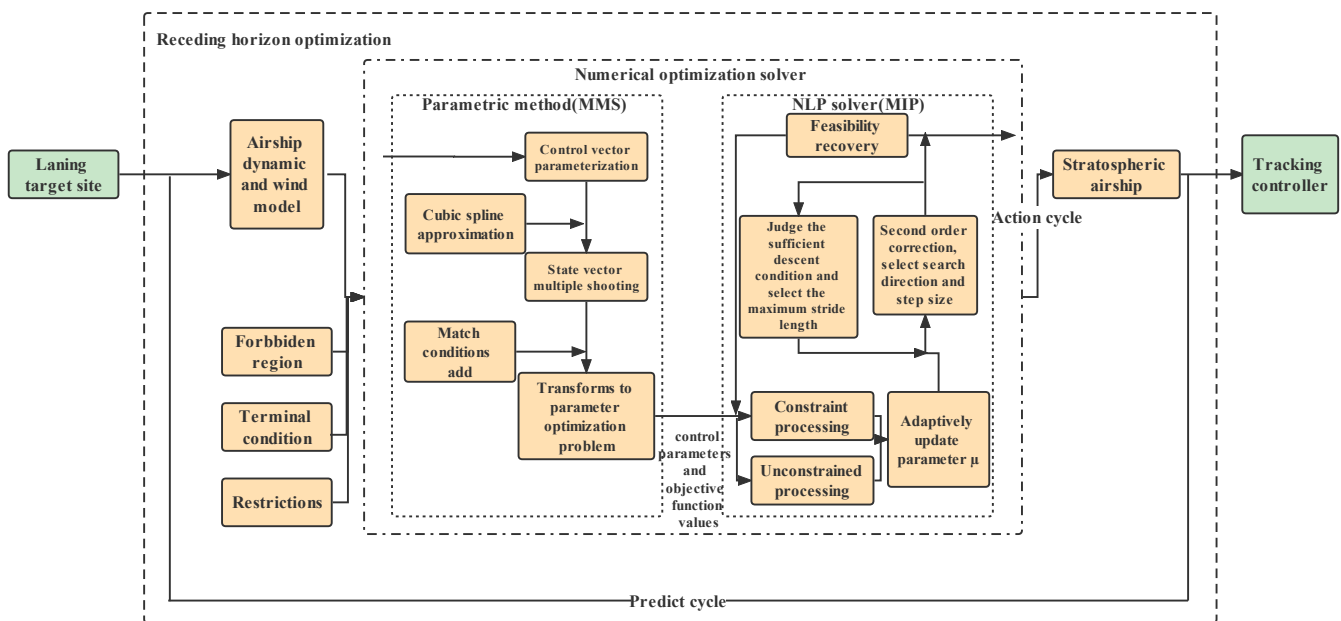 Receding horizon optimization
Numerical optimization solver
Parametric method(MMS)
NLP solver(MIP)
Laning
target site
Airship
dynamic
and wind
model
Forbbiden
region
Terminal
condition
Restrictions
Control vector
parameterization
Cubic spline
approximation
State vector
multiple shooting
Match
conditions
add
Transforms to
parameter
optimization
problem
control
parameters
and
objective
function
values
Feasibility
recovery
Judge the
sufficient
descent
condition and
select the
maximum stride
length
Second order
correction,
select search
direction and
step size
Constraint
processing
Unconstrained
processing
Adaptively
update
parameter μ
Action cycle
Stratospheric
airship
Tracking
controller
Predict cycle